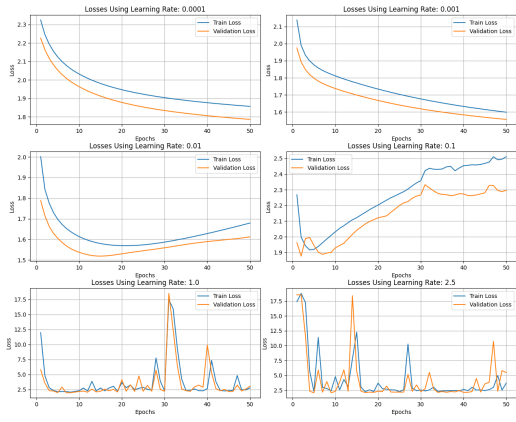 Losses Using Learning Rate: 0.0001
Loss
2.3
2.2
2.1
2.0
1.9
1.8
Train Loss
Validation Loss
0 10 20 30 40 50
Epochs
Losses Using Learning Rate: 0.001
Loss
2.0
1.8
1.6
Train Loss
Validation Loss
0 10 20 30 40 50
Epochs
Losses Using Learning Rate: 0.01
Loss
2.0
1.9
1.8
1.7
1.6
1.5
Train Loss
Validation Loss
0 10 20 30 40 50
Epochs
Losses Using Learning Rate: 0.1
Loss
2.5
2.4
2.3
2.2
2.1
2.0
1.9
Train Loss
Validation Loss
0 10 20 30 40 50
Epochs
Losses Using Learning Rate: 1.0
Loss
17.5
15.0
12.5
10.0
7.5
5.0
2.5
Train Loss
Validation Loss
0 10 20 30 40 50
Epochs
Losses Using Learning Rate: 2.5
Loss
17.5
15.0
12.5
10.0
7.5
5.0
2.5
Train Loss
Validation Loss
0 10 20 30 40 50
Epochs